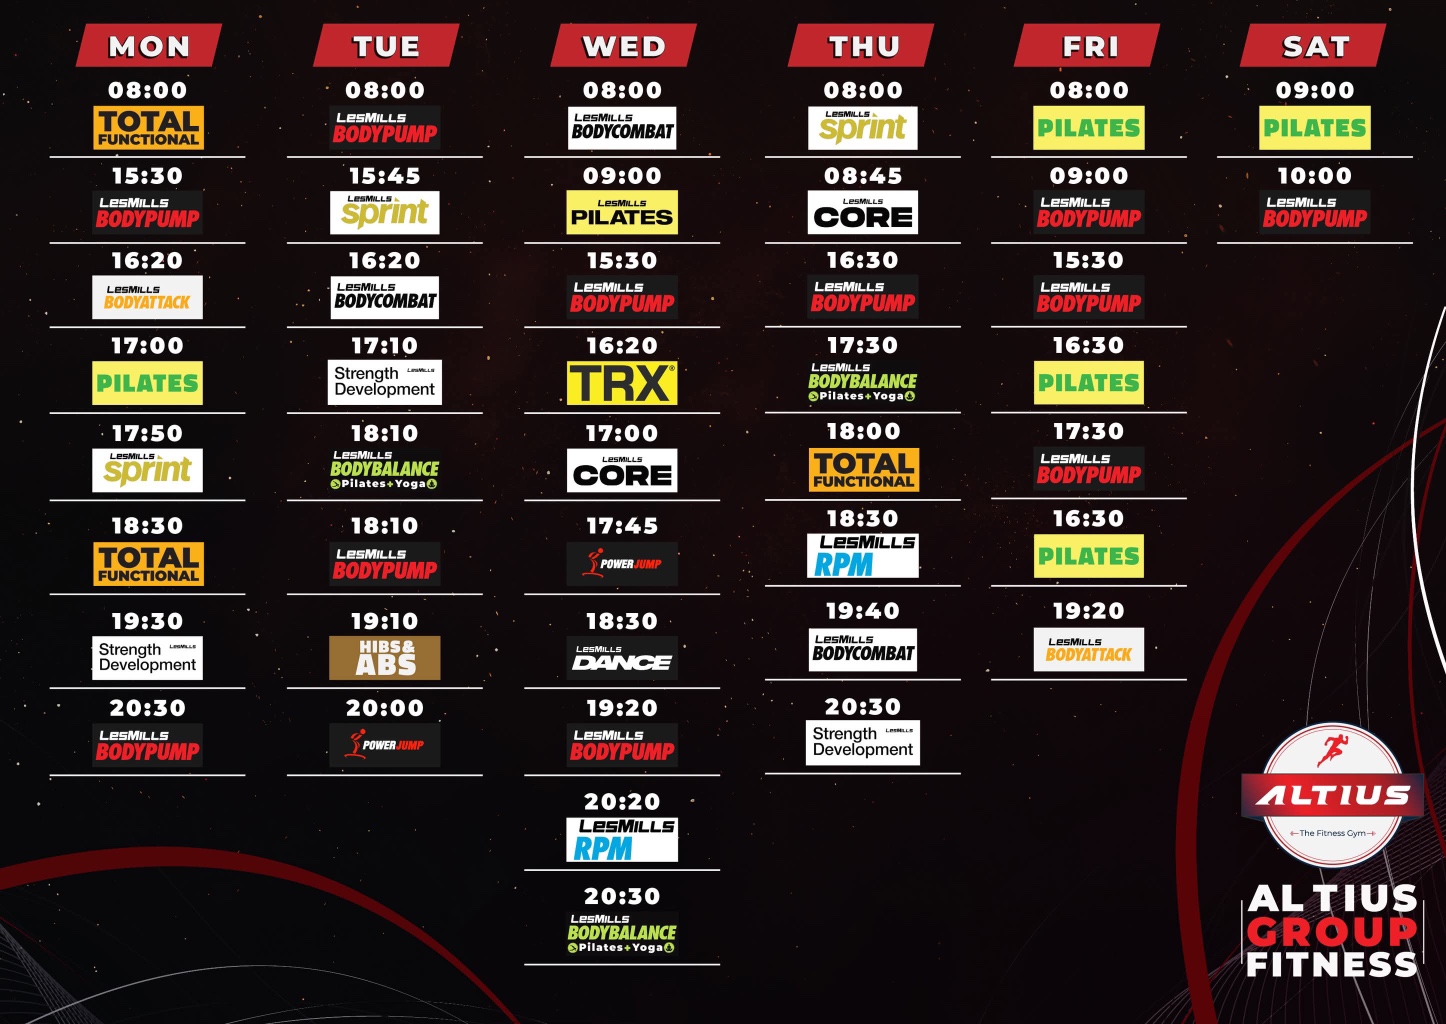 MON
08:00
TOTAL
FUNCTIONAL
15:30
LESMILLS
BODYPUMP
16:20
LESMILLS
BODYATTACK
17:00
PILATES
17:50
LESMILLS
sprint
18:30
TOTAL
FUNCTIONAL
19:30
Strength LESMILLS
Development
20:30
LESMILLS
BODYPUMP
TUE
08:00
LESMILLS
BODYPUMP
15:45
LESMILLS
sprint
16:20
LESMILLS
BODYCOMBAT
17:10
Strength LESMILLS
Development
18:10
LESMILLS
BODYBALANCE
Pilates+Yoga
18:10
LESMILLS
BODYPUMP
19:10
HIBS&
ABS
20:00
POWERJUMP
WED
08:00
LESMILLS
BODYCOMBAT
09:00
LESMILLS
PILATES
15:30
LESMILLS
BODYPUMP
16:20
TRX®
17:00
LESMILLS
CORE
17:45
POWERJUMP
18:30
LESMILLS
DANCE
19:20
LESMILLS
BODYPUMP
20:20
LESMILLS
RPM
20:30
LESMILLS
BODYBALANCE
Pilates+Yoga
THU
08:00
LESMILLS
sprint
08:45
LESMILLS
CORE
16:30
LESMILLS
BODYPUMP
17:30
LESMILLS
BODYBALANCE
Pilates+Yoga
18:00
TOTAL
FUNCTIONAL
18:30
LESMILLS
RPM
19:40
LESMILLS
BODYCOMBAT
20:30
Strength LESMILLS
Development
FRI
08:00
PILATES
09:00
LESMILLS
BODYPUMP
15:30
LESMILLS
BODYPUMP
16:30
PILATES
17:30
LESMILLS
BODYPUMP
16:30
PILATES
19:20
LESMILLS
BODYATTACK
SAT
09:00
PILATES
10:00
LESMILLS
BODYPUMP
ALTIUS
The Fitness Gym
ALTIUS
GROUP
FITNESS